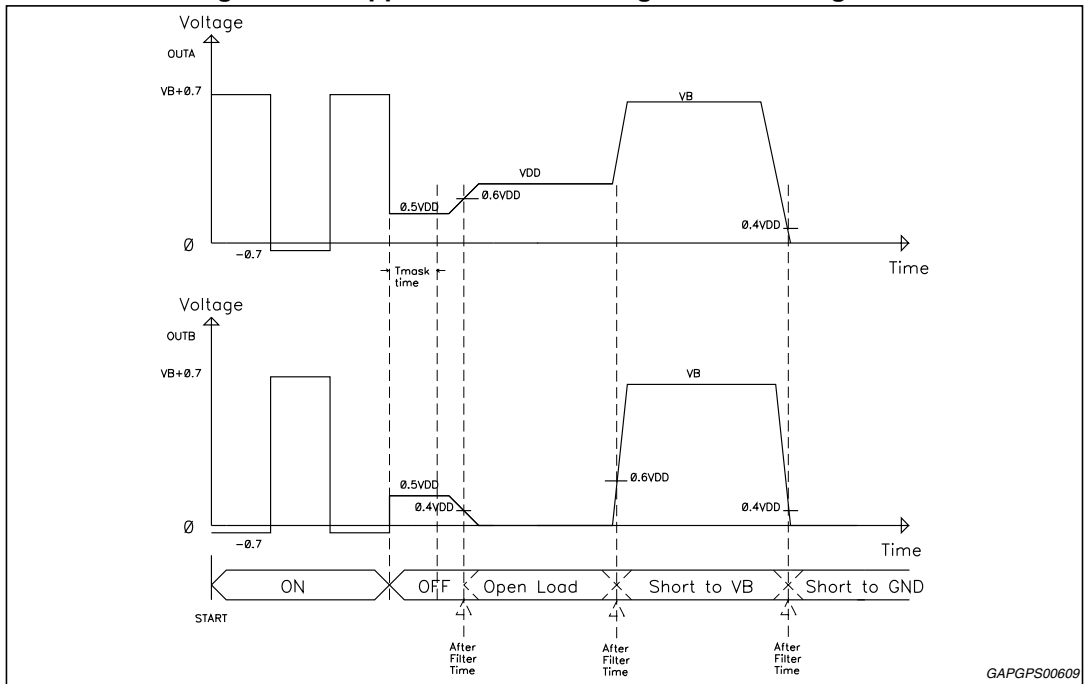 Voltage
OUTA
VB+0.7
VB
VDD
0.6VDD
0.5VDD
0.4VDD
0
-0.7
Time
Tmask
time
Voltage
OUTB
VB+0.7
VB
0.6VDD
0.5VDD
0.4VDD
0.4VDD
0
-0.7
Time
ON
OFF
Open Load
Short to VB
Short to GND
START
After
Filter
Time
After
Filter
Time
After
Filter
Time
GAPGPS00609